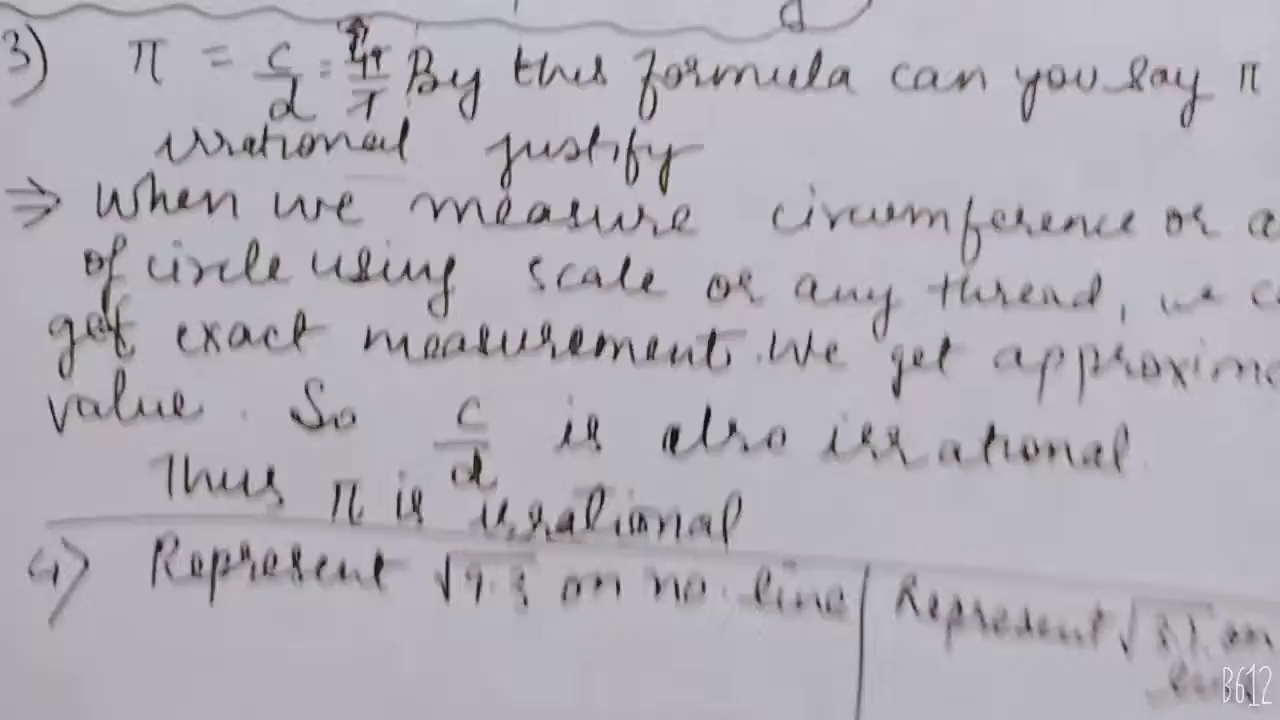 3) π = c/d = By this formula can you say π
irrational justify
⇒ When we measure circumference or
of circle using scale or any thread, we
get exact measurement. We get approxim
value. So c/d is also irrational.
Thus π is irrational
4) Represent √9.3 on no. line | Represent √ on
B612